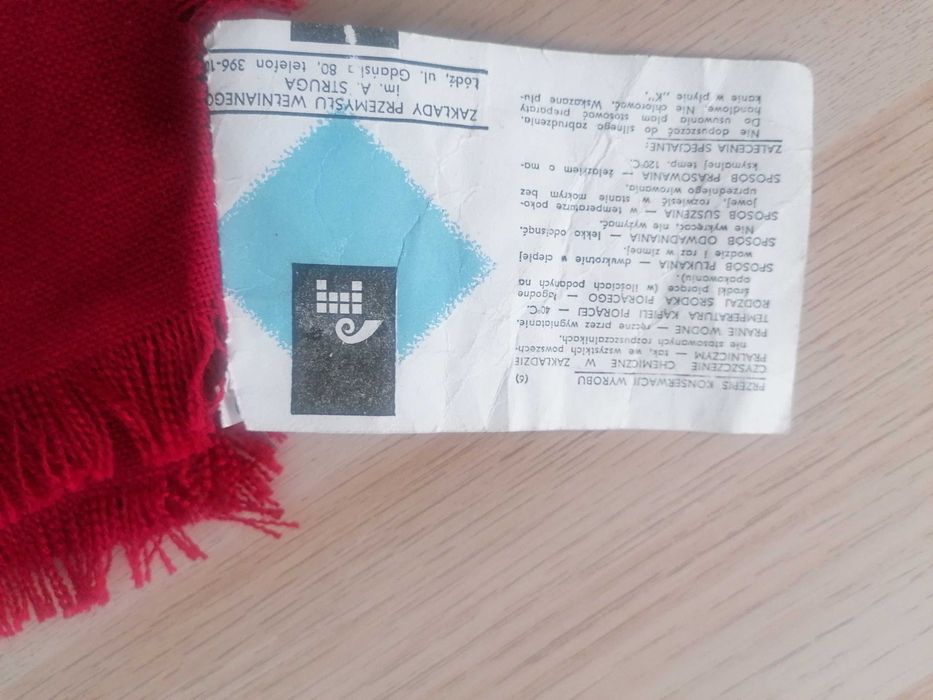 PRZEPIS KONSERWACJI WYROBU (6)
CZYSZCZENIE CHEMICZNE W ZAKŁADZIE
PRALNICZYM — tak, we wszystkich powszech-
nie stosowanych rozpuszczalnikach.
PRANIE WODNE — ręczne przez wygniatanie.
TEMPERATURA KĄPIELI PIORĄCEJ — 40°C.
RODZAJ ŚRODKA PIORĄCEGO — łagodne
środki piorące (w ilościach podanych na
opakowaniu).
SPOSÓB PŁUKANIA — dwukrotnie w ciepłej
wodzie i raz w zimnej.
SPOSÓB ODWADNIANIA — lekko odcisnąć.
Nie wykręcać, nie wyżymać.
SPOSÓB SUSZENIA — w temperaturze poko-
jowej, rozwiesić w stanie mokrym bez
uprzedniego wirowania.
SPOSÓB PRASOWANIA — żelazkiem o ma-
ksymalnej temp. 120°C.
ZALECENIA SPECJALNE:
Nie dopuszczać do silnego zabrudzenia.
Do usuwania plam stosować preparaty
handlowe. Nie chlorować. Wskazane płu-
kanie w płynie „K”.
ZAKŁADY PRZEMYSŁU WEŁNIANEGO
im. A. STRUGA
Łódź, ul. Gdańs 80, telefon 396-1